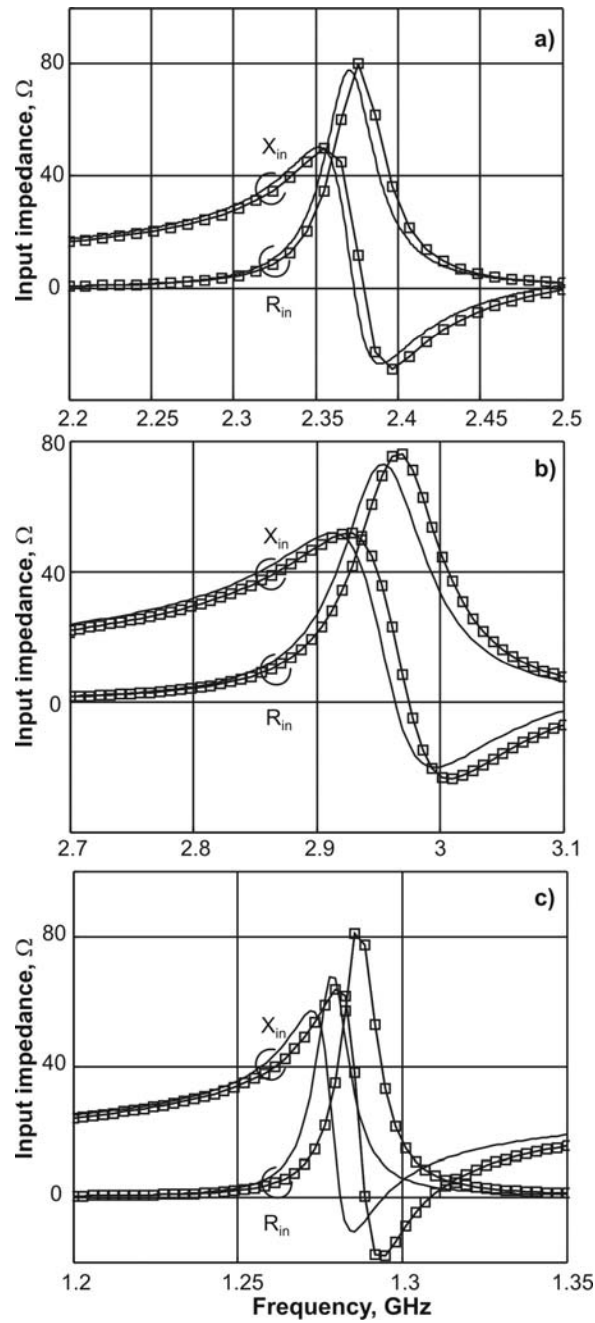 a)
80
40
0
Input impedance, Ω
X_in
R_in
2.2 2.25 2.3 2.35 2.4 2.45 2.5
b)
80
40
0
Input impedance, Ω
X_in
R_in
2.7 2.8 2.9 3 3.1
c)
80
40
0
Input impedance, Ω
X_in
R_in
1.2 1.25 1.3 1.35
Frequency, GHz